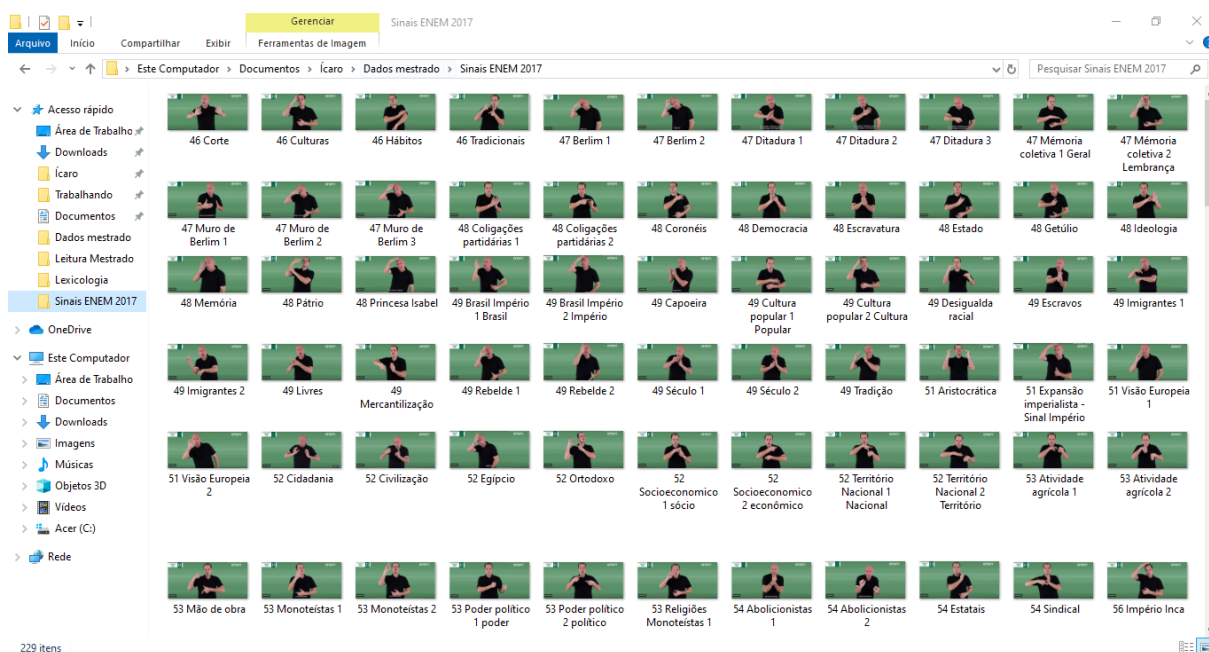 Gerenciar
Sinais ENEM 2017
Arquivo
Início
Compartilhar
Exibir
Ferramentas de Imagem
Este Computador > Documentos > Ícaro > Dados mestrado > Sinais ENEM 2017
Pesquisar Sinais ENEM 2017
Acesso rápido
Área de Trabalho
Downloads
Ícaro
Trabalhando
Documentos
Dados mestrado
Leitura Mestrado
Lexicologia
Sinais ENEM 2017
OneDrive
Este Computador
Área de Trabalho
Documentos
Downloads
Imagens
Músicas
Objetos 3D
Vídeos
Acer (C:)
Rede
46 Corte
46 Culturas
46 Hábitos
46 Tradicionais
47 Berlim 1
47 Berlim 2
47 Ditadura 1
47 Ditadura 2
47 Ditadura 3
47 Mémoria
coletiva 1 Geral
47 Mémoria
coletiva 2
Lembrança
47 Muro de
Berlim 1
47 Muro de
Berlim 2
47 Muro de
Berlim 3
48 Coligações
partidárias 1
48 Coligações
partidárias 2
48 Coronéis
48 Democracia
48 Escravatura
48 Estado
48 Getúlio
48 Ideologia
48 Memória
48 Pátrio
48 Princesa Isabel
49 Brasil Império
1 Brasil
49 Brasil Império
2 Império
49 Capoeira
49 Cultura
popular 1
Popular
49 Cultura
popular 2 Cultura
49 Desigualda
racial
49 Escravos
49 Imigrantes 1
49 Imigrantes 2
49 Livres
49
Mercantilização
49 Rebelde 1
49 Rebelde 2
49 Século 1
49 Século 2
49 Tradição
51 Aristocrática
51 Expansão
imperialista -
Sinal Império
51 Visão Europeia
1
51 Visão Europeia
2
52 Cidadania
52 Civilização
52 Egípcio
52 Ortodoxo
52
Socioeconomico
1 sócio
52
Socioeconomico
2 econômico
52 Território
Nacional 1
Nacional
52 Território
Nacional 2
Território
53 Atividade
agrícola 1
53 Atividade
agrícola 2
53 Mão de obra
53 Monoteístas 1
53 Monoteístas 2
53 Poder político
1 poder
53 Poder político
2 político
53 Religiões
Monoteístas 1
54 Abolicionistas
1
54 Abolicionistas
2
54 Estatais
54 Sindical
56 Império Inca
229 itens